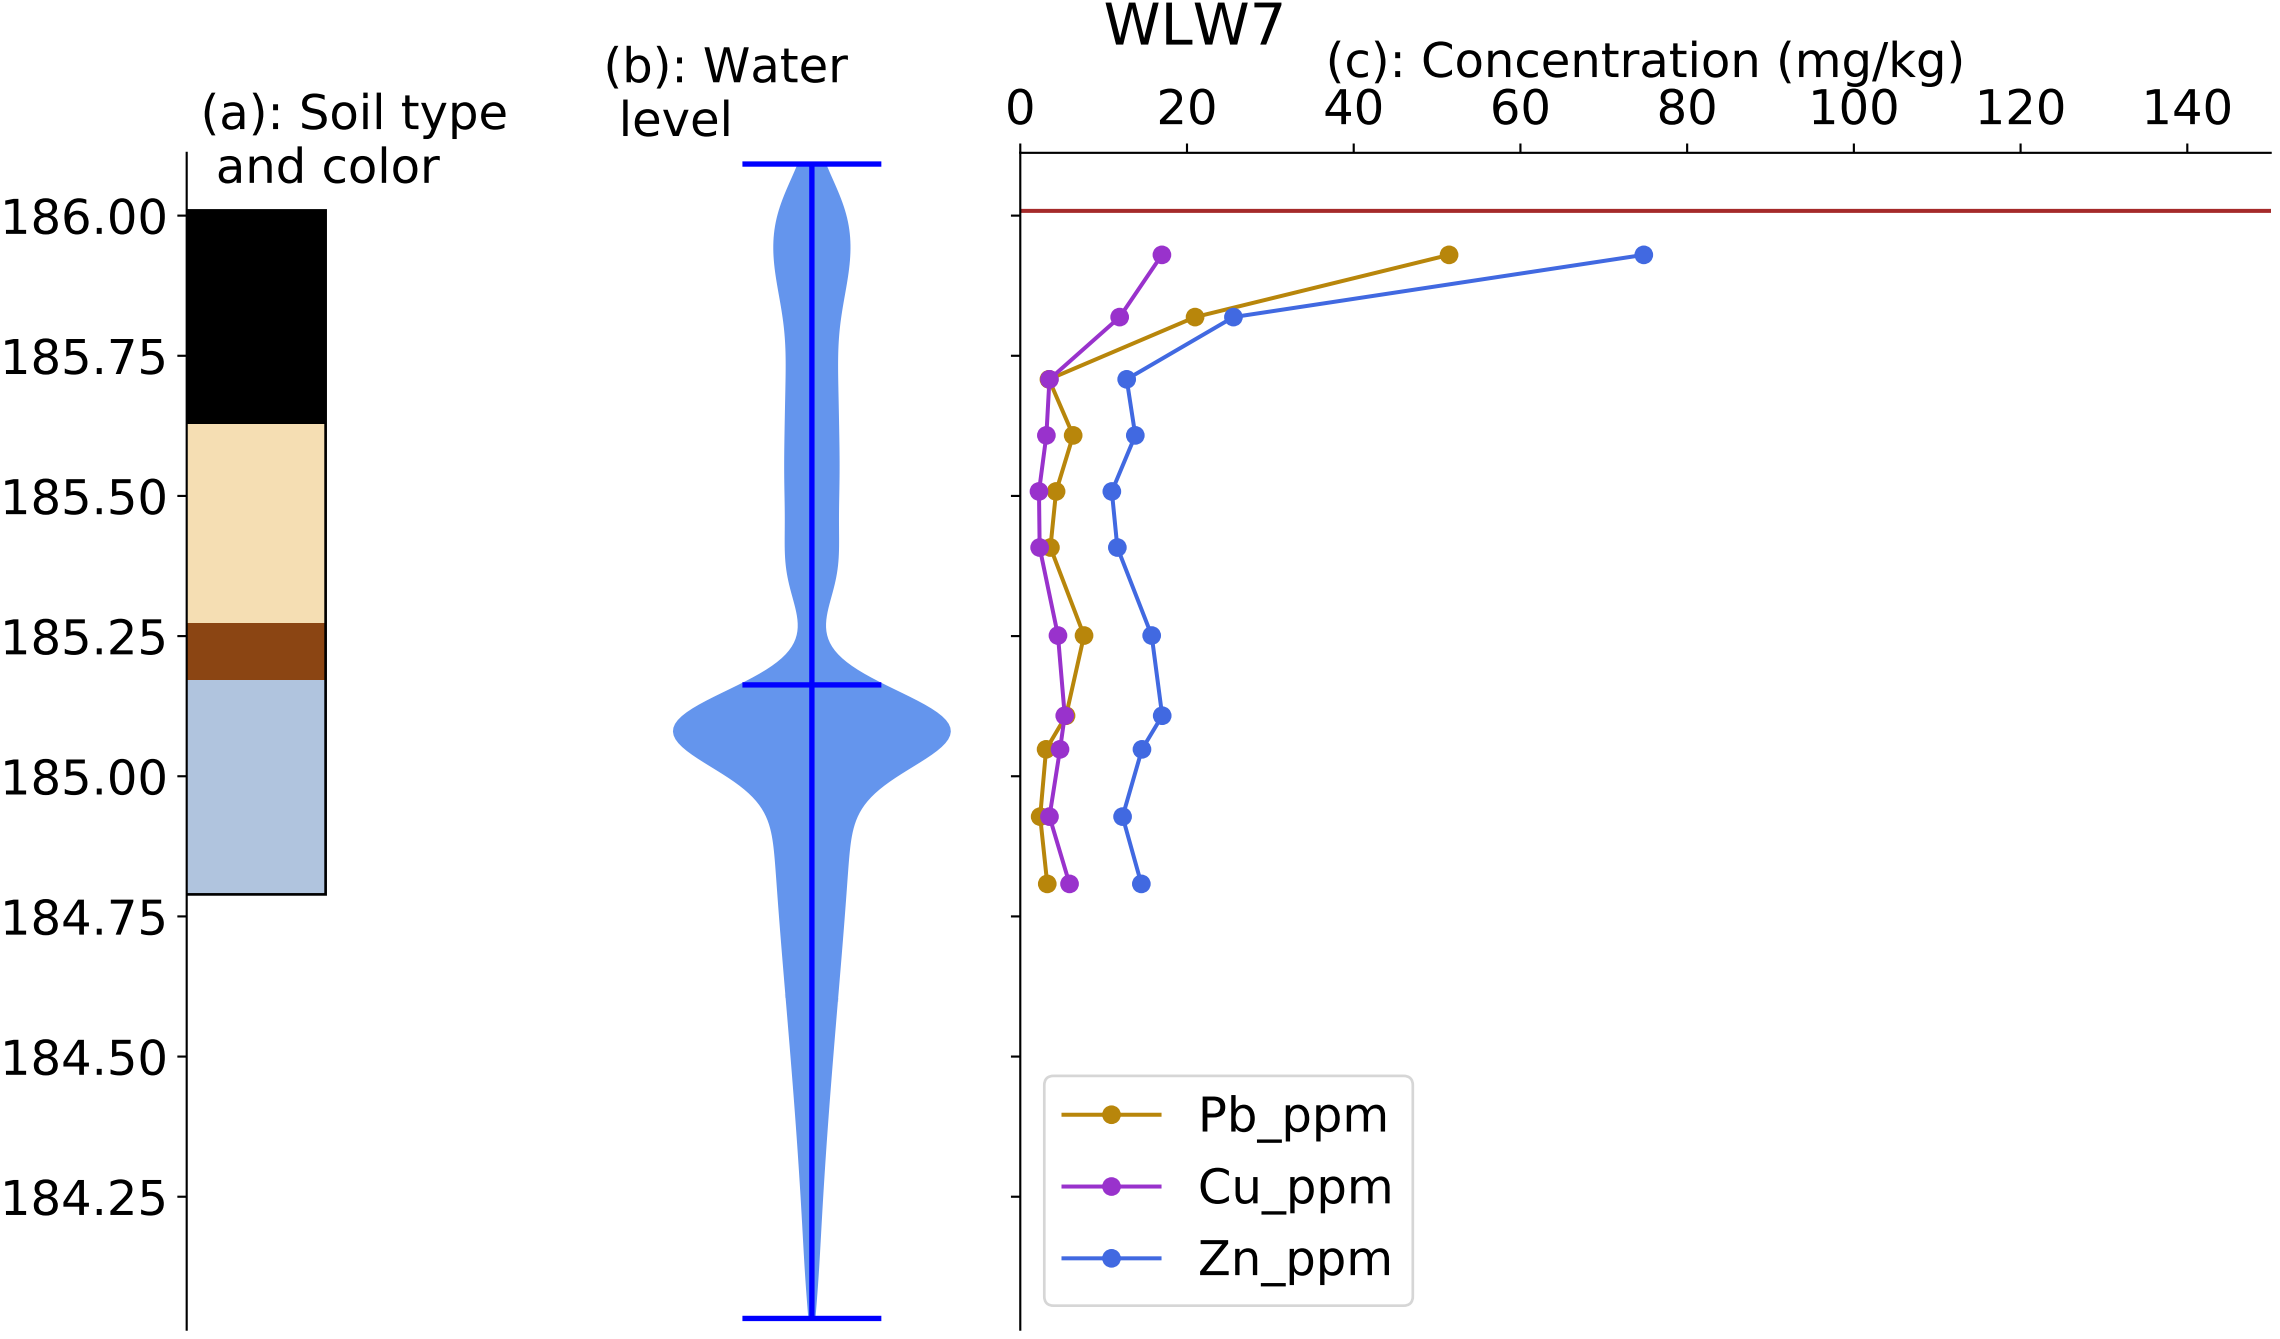 WLW7
(a): Soil type
and color
(b): Water
level
(c): Concentration (mg/kg)
0 20 40 60 80 100 120 140
186.00
185.75
185.50
185.25
185.00
184.75
184.50
184.25
Pb_ppm
Cu_ppm
Zn_ppm